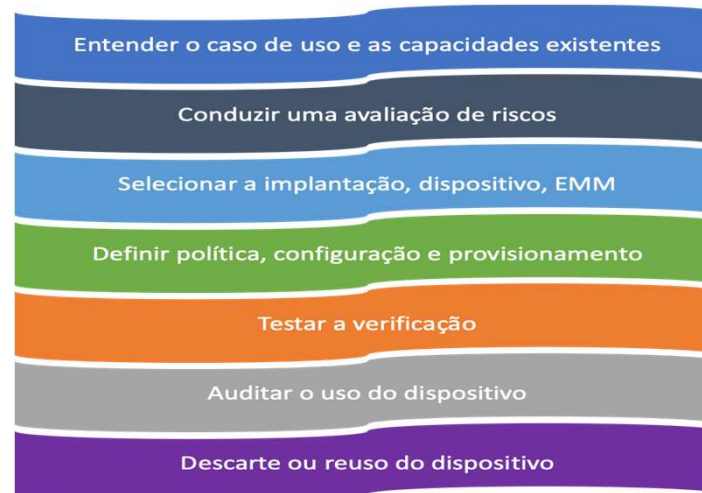 Entender o caso de uso e as capacidades existentes
Conduzir uma avaliação de riscos
Selecionar a implantação, dispositivo, EMM
Definir política, configuração e provisionamento
Testar a verificação
Auditar o uso do dispositivo
Descarte ou reuso do dispositivo